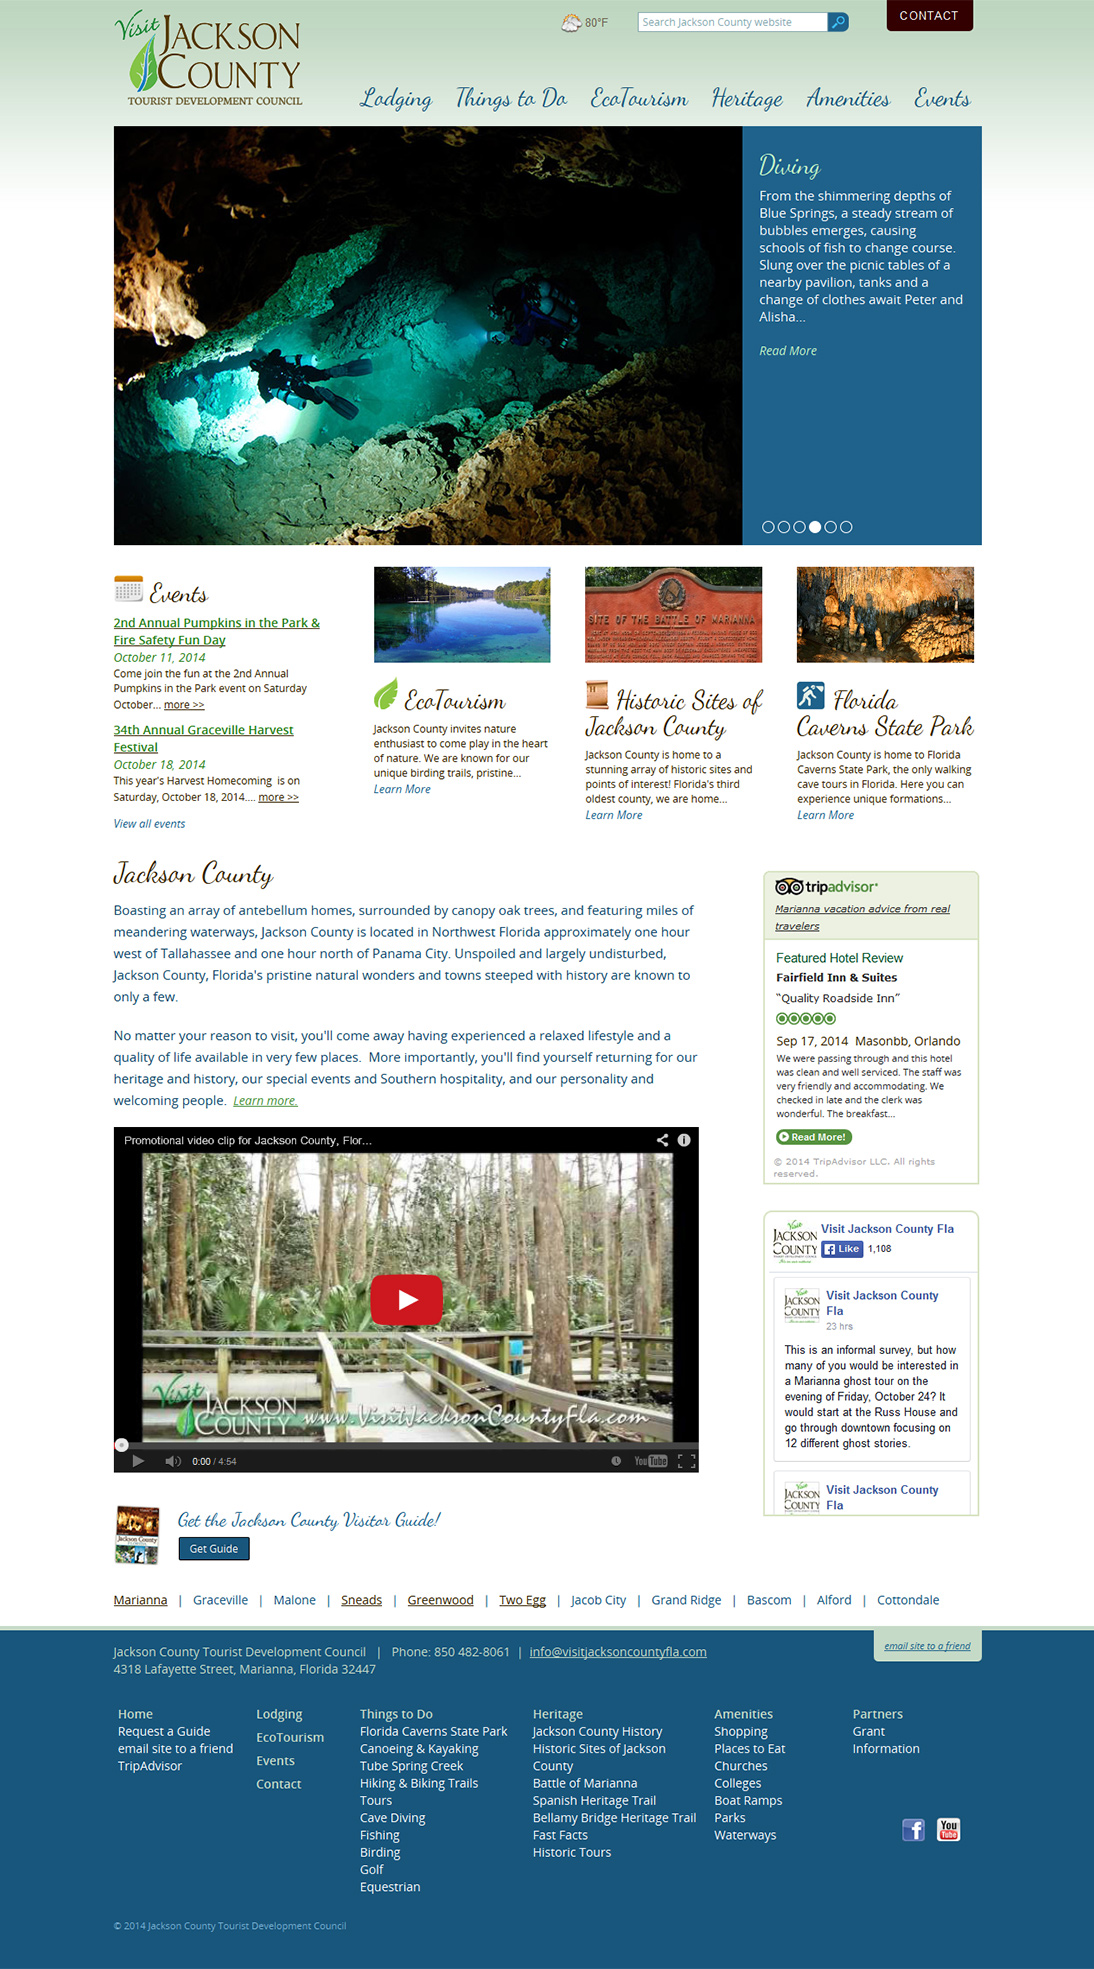 Visit
JACKSON
COUNTY
TOURIST DEVELOPMENT COUNCIL
80°F
Search Jackson County website
CONTACT
Lodging Things to Do EcoTourism Heritage Amenities Events
Diving
From the shimmering depths of
Blue Springs, a steady stream of
bubbles emerges, causing
schools of fish to change course.
Slung over the picnic tables of a
nearby pavilion, tanks and a
change of clothes await Peter and
Alisha...
Read More
Events
2nd Annual Pumpkins in the Park &
Fire Safety Fun Day
October 11, 2014
Come join the fun at the 2nd Annual
Pumpkins in the Park event on Saturday
October... more >>
34th Annual Graceville Harvest
Festival
October 18, 2014
This year's Harvest Homecoming is on
Saturday, October 18, 2014.... more >>
View all events
EcoTourism
Jackson County invites nature
enthusiast to come play in the heart
of nature. We are known for our
unique birding trails, pristine...
Learn More
SITE OF THE BATTLE OF MARIANNA
Historic Sites of
Jackson County
Jackson County is home to a
stunning array of historic sites and
points of interest! Florida's third
oldest county, we are home...
Learn More
Florida
Caverns State Park
Jackson County is home to Florida
Caverns State Park, the only walking
cave tours in Florida. Here you can
experience unique formations...
Learn More
Jackson County
Boasting an array of antebellum homes, surrounded by canopy oak trees, and featuring miles of
meandering waterways, Jackson County is located in Northwest Florida approximately one hour
west of Tallahassee and one hour north of Panama City. Unspoiled and largely undisturbed,
Jackson County, Florida's pristine natural wonders and towns steeped with history are known to
only a few.
No matter your reason to visit, you'll come away having experienced a relaxed lifestyle and a
quality of life available in very few places. More importantly, you'll find yourself returning for our
heritage and history, our special events and Southern hospitality, and our personality and
welcoming people. Learn more.
Promotional video clip for Jackson County, Flor...
Visit
JACKSON
COUNTY
www.VisitJacksonCountyFla.com
0:00 / 4:54
YouTube
tripadvisor
Marianna vacation advice from real
travelers
Featured Hotel Review
Fairfield Inn & Suites
"Quality Roadside Inn"
Sep 17, 2014 Masonbb, Orlando
We were passing through and this hotel
was clean and well serviced. The staff was
very friendly and accommodating. We
checked in late and the clerk was
wonderful. The breakfast...
Read More!
© 2014 TripAdvisor LLC. All rights
reserved.
Visit
JACKSON
COUNTY
Visit Jackson County Fla
Like 1,108
JACKSON
COUNTY
Visit Jackson County
Fla
23 hrs
This is an informal survey, but how
many of you would be interested in
a Marianna ghost tour on the
evening of Friday, October 24? It
would start at the Russ House and
go through downtown focusing on
12 different ghost stories.
JACKSON
COUNTY
Visit Jackson County
Fla
Jackson County
Get the Jackson County Visitor Guide!
Get Guide
Marianna | Graceville | Malone | Sneads | Greenwood | Two Egg | Jacob City | Grand Ridge | Bascom | Alford | Cottondale
Jackson County Tourist Development Council | Phone: 850 482-8061 | info@visitjacksoncountyfla.com
4318 Lafayette Street, Marianna, Florida 32447
email site to a friend
Home
Request a Guide
email site to a friend
TripAdvisor
Lodging
EcoTourism
Events
Contact
Things to Do
Florida Caverns State Park
Canoeing & Kayaking
Tube Spring Creek
Hiking & Biking Trails
Tours
Cave Diving
Fishing
Birding
Golf
Equestrian
Heritage
Jackson County History
Historic Sites of Jackson
County
Battle of Marianna
Spanish Heritage Trail
Bellamy Bridge Heritage Trail
Fast Facts
Historic Tours
Amenities
Shopping
Places to Eat
Churches
Colleges
Boat Ramps
Parks
Waterways
Partners
Grant
Information
f
You
Tube
© 2014 Jackson County Tourist Development Council